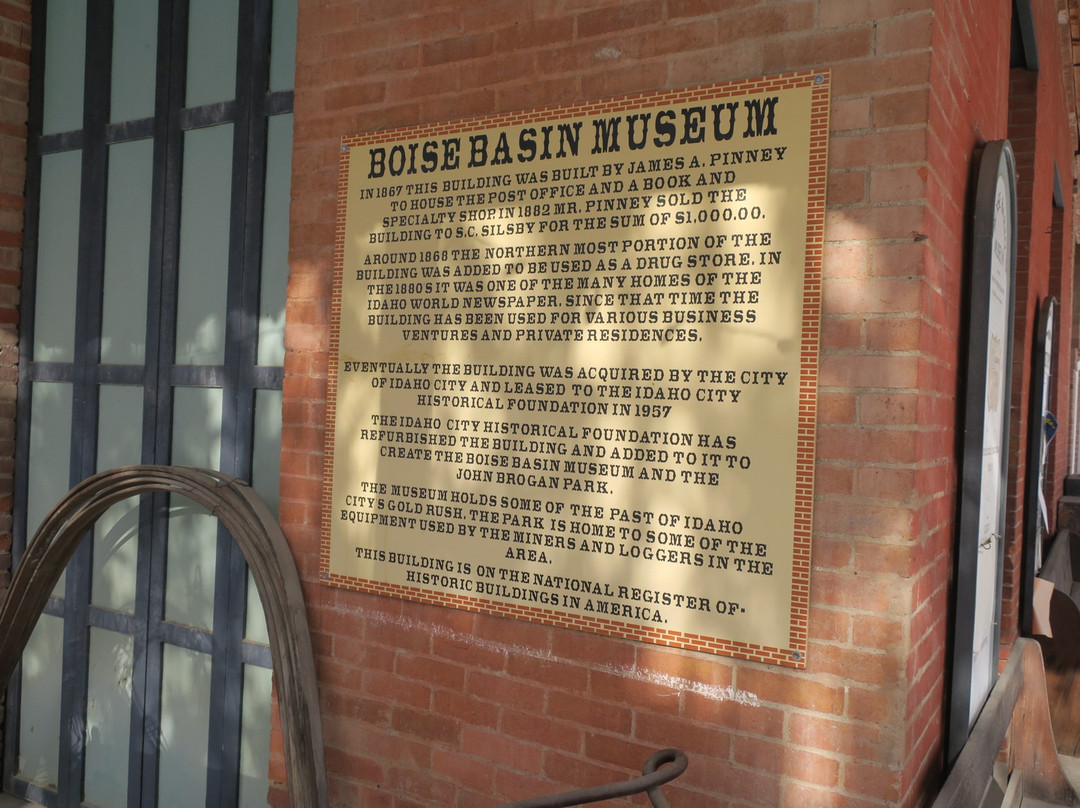 BOISE BASIN MUSEUM
IN 1867 THIS BUILDING WAS BUILT BY JAMES A. PINNEY
TO HOUSE THE POST OFFICE AND A BOOK AND
SPECIALTY SHOP. IN 1882 MR. PINNEY SOLD THE
BUILDING TO S.C. SILSBY FOR THE SUM OF $1,000.00.
AROUND 1868 THE NORTHERN MOST PORTION OF THE
BUILDING WAS ADDED TO BE USED AS A DRUG STORE. IN
THE 1880S IT WAS ONE OF THE MANY HOMES OF THE
IDAHO WORLD NEWSPAPER. SINCE THAT TIME THE
BUILDING HAS BEEN USED FOR VARIOUS BUSINESS
VENTURES AND PRIVATE RESIDENCES.
EVENTUALLY THE BUILDING WAS ACQUIRED BY THE CITY
OF IDAHO CITY AND LEASED TO THE IDAHO CITY
HISTORICAL FOUNDATION IN 1957
THE IDAHO CITY HISTORICAL FOUNDATION HAS
REFURBISHED THE BUILDING AND ADDED TO IT TO
CREATE THE BOISE BASIN MUSEUM AND THE
JOHN BROGAN PARK.
THE MUSEUM HOLDS SOME OF THE PAST OF IDAHO
CITY'S GOLD RUSH, THE PARK IS HOME TO SOME OF THE
EQUIPMENT USED BY THE MINERS AND LOGGERS IN THE
AREA.
THIS BUILDING IS ON THE NATIONAL REGISTER OF-
HISTORIC BUILDINGS IN AMERICA.